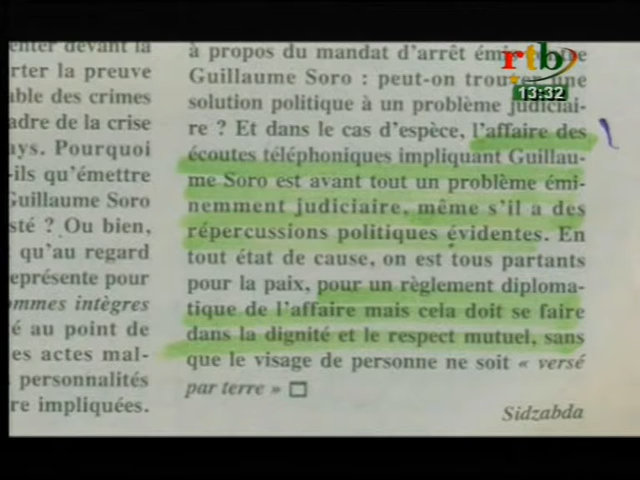 enter devant la
rter la preuve
able des crimes
adre de la crise
ays. Pourquoi
-ils qu'émettre
Guillaume Soro
sté ? Ou bien,
qu'au regard
eprésente pour
ommes intègres
é au point de
es actes mal-
personnalités
re impliquées.
à propos du mandat d'arrêt émis contre
Guillaume Soro : peut-on trouver une
solution politique à un problème judiciai-
re ? Et dans le cas d'espèce, l'affaire des
écoutes téléphoniques impliquant Guillau-
me Soro est avant tout un problème émi-
nemment judiciaire, même s'il a des
répercussions politiques évidentes. En
tout état de cause, on est tous partants
pour la paix, pour un règlement diploma-
tique de l'affaire mais cela doit se faire
dans la dignité et le respect mutuel, sans
que le visage de personne ne soit « versé
par terre »
Sidzabda
rtb
13:32